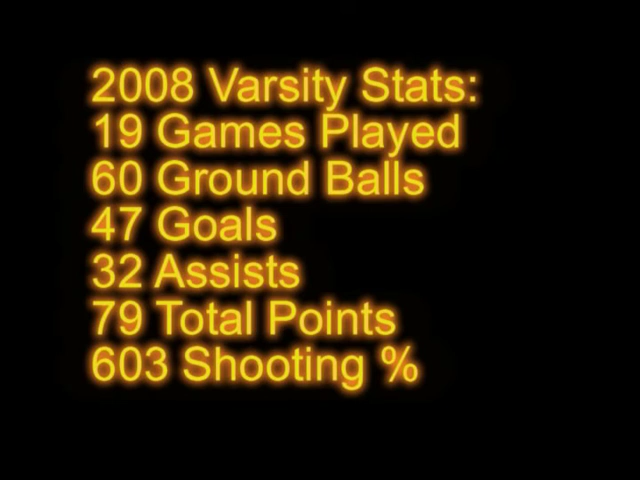 2008 Varsity Stats:
19 Games Played
60 Ground Balls
47 Goals
32 Assists
79 Total Points
603 Shooting %